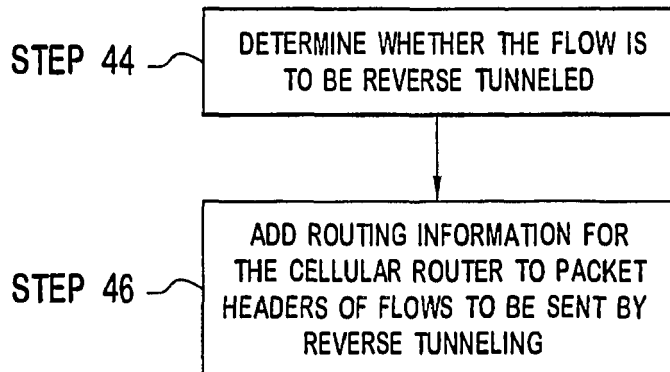 STEP 44
DETERMINE WHETHER THE FLOW IS
TO BE REVERSE TUNNELED
STEP 46
ADD ROUTING INFORMATION FOR
THE CELLULAR ROUTER TO PACKET
HEADERS OF FLOWS TO BE SENT BY
REVERSE TUNNELING